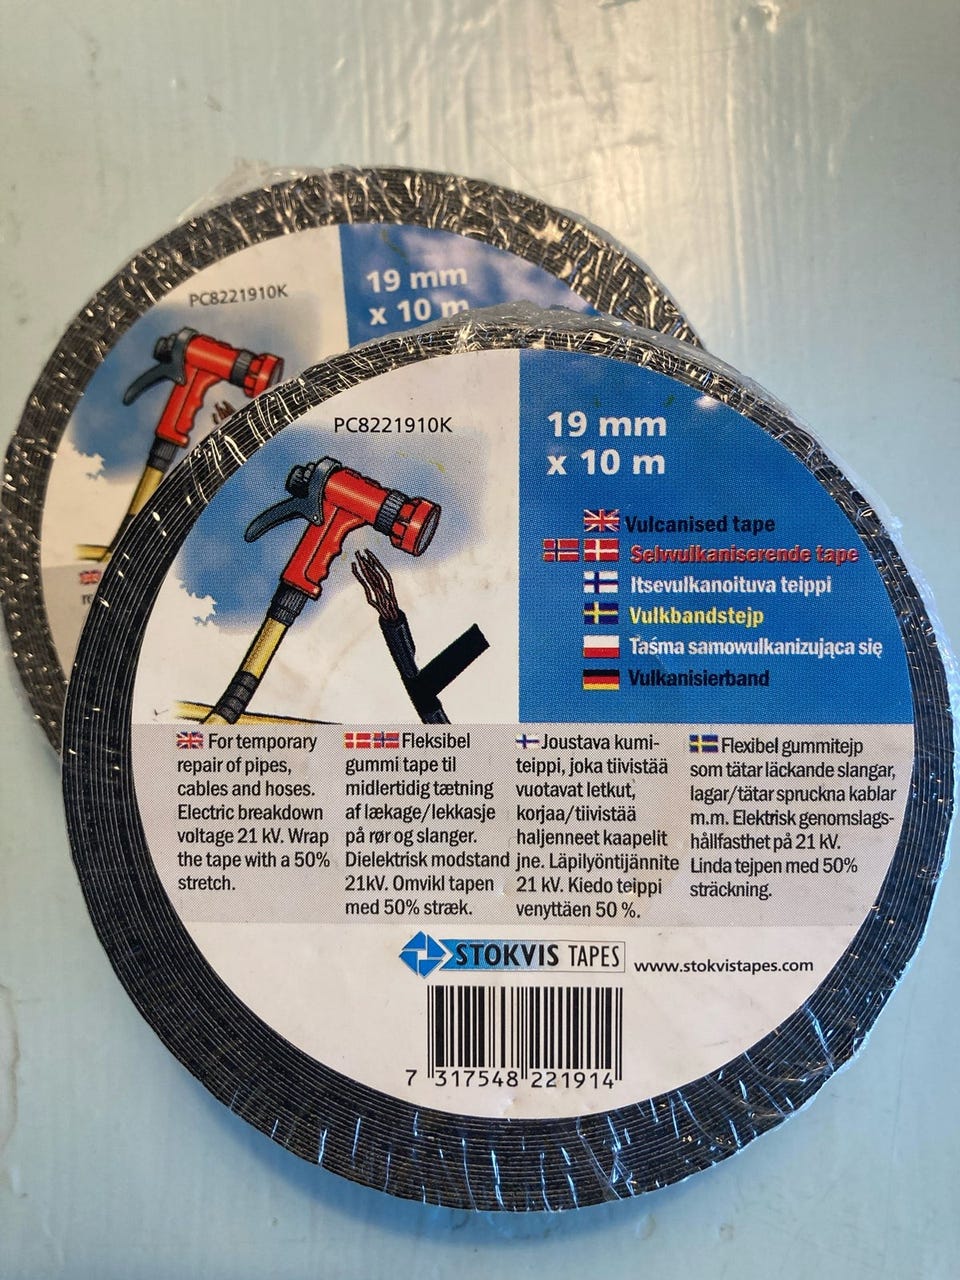 PC8221910K
19 mm
x 10 m
re
PC8221910K
19 mm
x 10 m
Vulcanised tape
Selvvulkaniserende tape
Itsevulkanoituva teippi
Vulkbandstejp
Taśma samowulkanizująca się
Vulkanisierband
For temporary
repair of pipes,
cables and hoses.
Electric breakdown
voltage 21 kV. Wrap
the tape with a 50%
stretch.
Fleksibel
gummi tape til
midlertidig tætning
af lækage/lekkasje
på rør og slanger.
Dielektrisk modstand
21kV. Omvikl tapen
med 50% stræk.
Joustava kumi-
teippi, joka tiivistää
vuotavat letkut,
korjaa/tiivistää
haljenneet kaapelit
jne. Läpilyöntijännite
21 kV. Kiedo teippi
venyttäen 50 %.
Flexibel gummitejp
som tätar läckande slangar,
lagar/tätar spruckna kablar
m.m. Elektrisk genomslags-
hållfasthet på 21 kV.
Linda tejpen med 50%
sträckning.
STOKVIS TAPES
www.stokvistapes.com
7 317548 221914